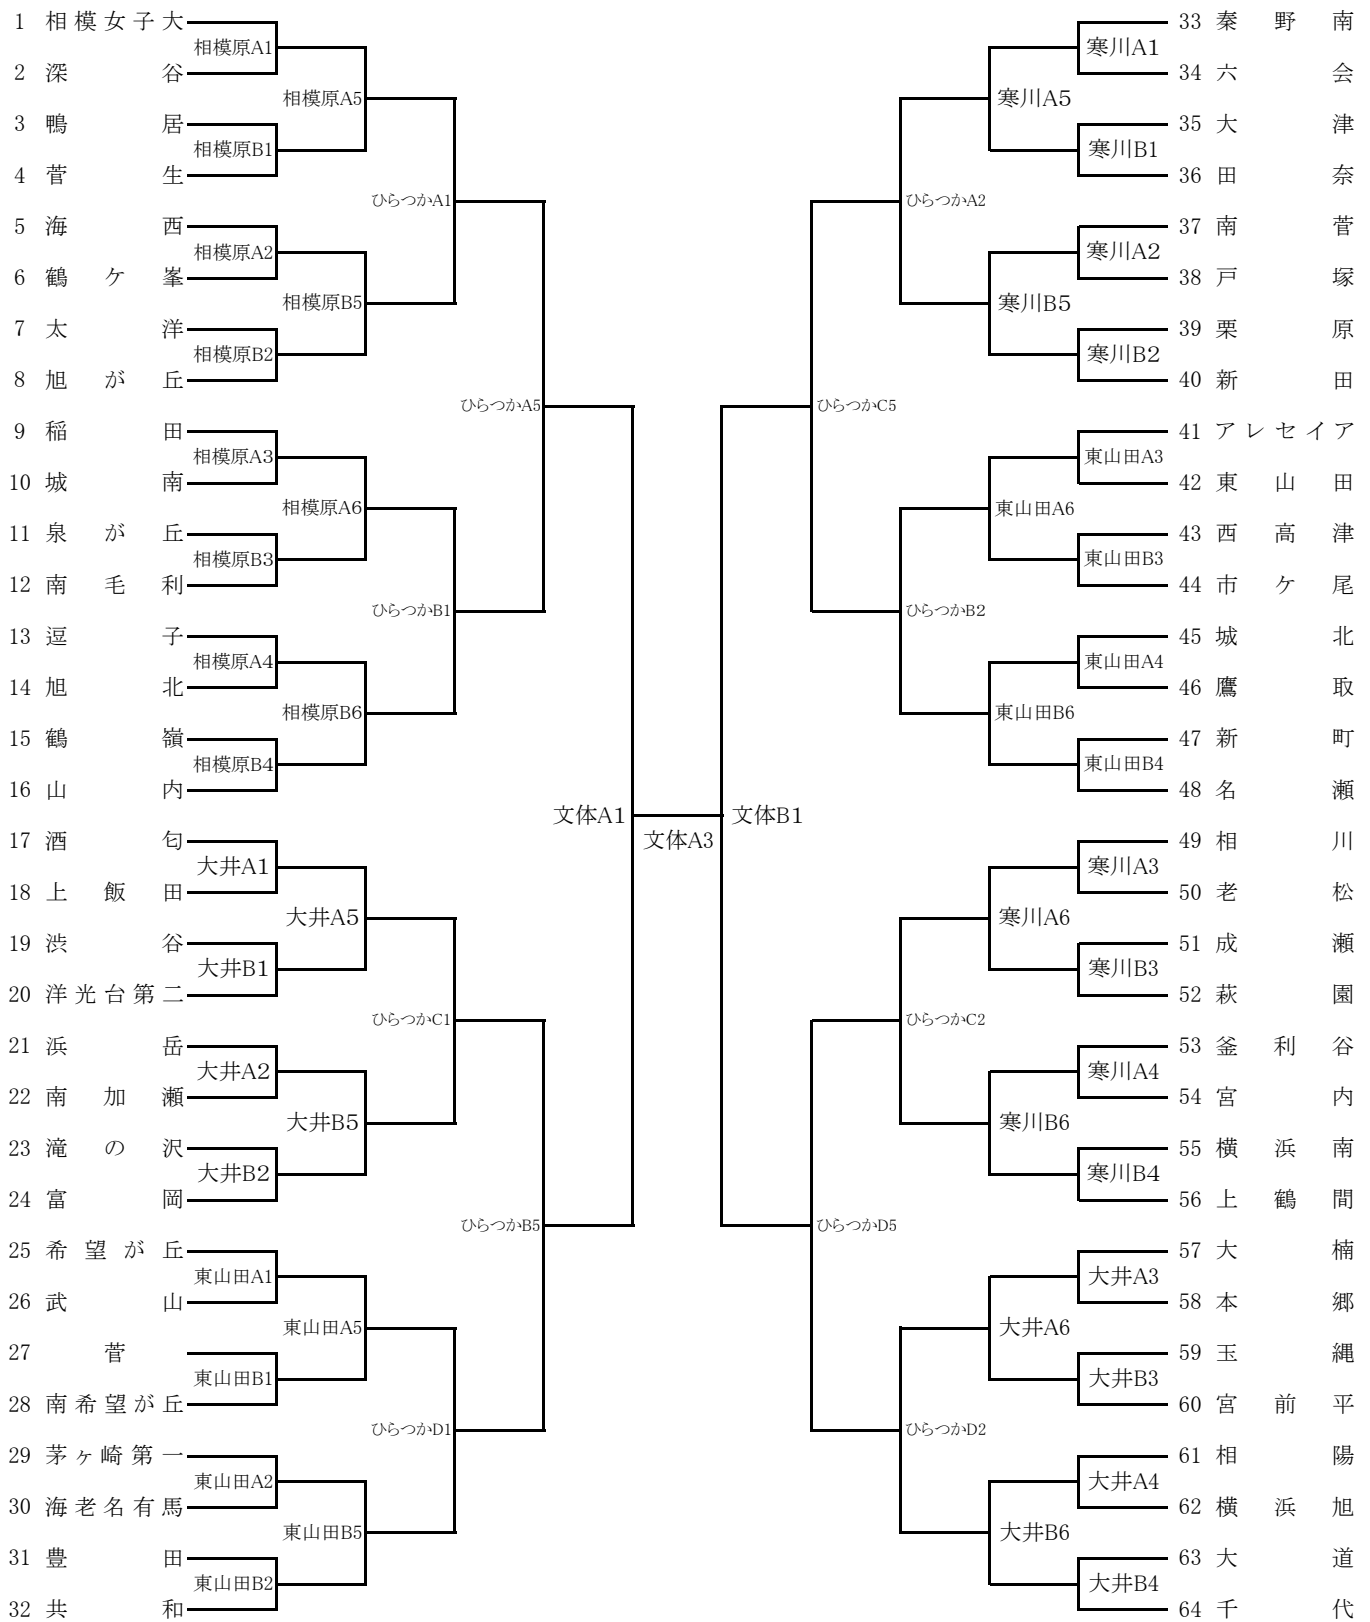 1 相模女子大
相模原A1
2 深谷
相模原A5
3 鴨居
相模原B1
4 菅生
ひらつかA1
5 海西
相模原A2
6 鶴ケ峯
相模原B5
7 太洋
相模原B2
8 旭が丘
ひらつかA5
9 稲田
相模原A3
10 城南
相模原A6
11 泉が丘
相模原B3
12 南毛利
ひらつかB1
13 逗子
相模原A4
14 旭北
相模原B6
15 鶴嶺
相模原B4
16 山内
文体A1
17 酒匂
大井A1
18 上飯田
大井A5
19 渋谷
大井B1
20 洋光台第二
ひらつかC1
21 浜岳
大井A2
22 南加瀬
大井B5
23 滝の沢
大井B2
24 富岡
ひらつかB5
25 希望が丘
東山田A1
26 武山
東山田A5
27 菅
東山田B1
28 南希望が丘
ひらつかD1
29 茅ヶ崎第一
東山田A2
30 海老名有馬
東山田B5
31 豊田
東山田B2
32 共和
文体A3
33 秦野南
寒川A1
34 六会
寒川A5
35 大津
寒川B1
36 田奈
ひらつかA2
37 南菅
寒川A2
38 戸塚
寒川B5
39 栗原
寒川B2
40 新田
ひらつかC5
41 アレセイア
東山田A3
42 東山田
東山田A6
43 西高津
東山田B3
44 市ケ尾
ひらつかB2
45 城北
東山田A4
46 鷹取
東山田B6
47 新町
東山田B4
48 名瀬
文体B1
49 相川
寒川A3
50 老松
寒川A6
51 成瀬
寒川B3
52 萩園
ひらつかC2
53 釜利谷
寒川A4
54 宮内
寒川B6
55 横浜南
寒川B4
56 上鶴間
ひらつかD5
57 大楠
大井A3
58 本郷
大井A6
59 玉縄
大井B3
60 宮前平
ひらつかD2
61 相陽
大井A4
62 横浜旭
大井B6
63 大道
大井B4
64 千代